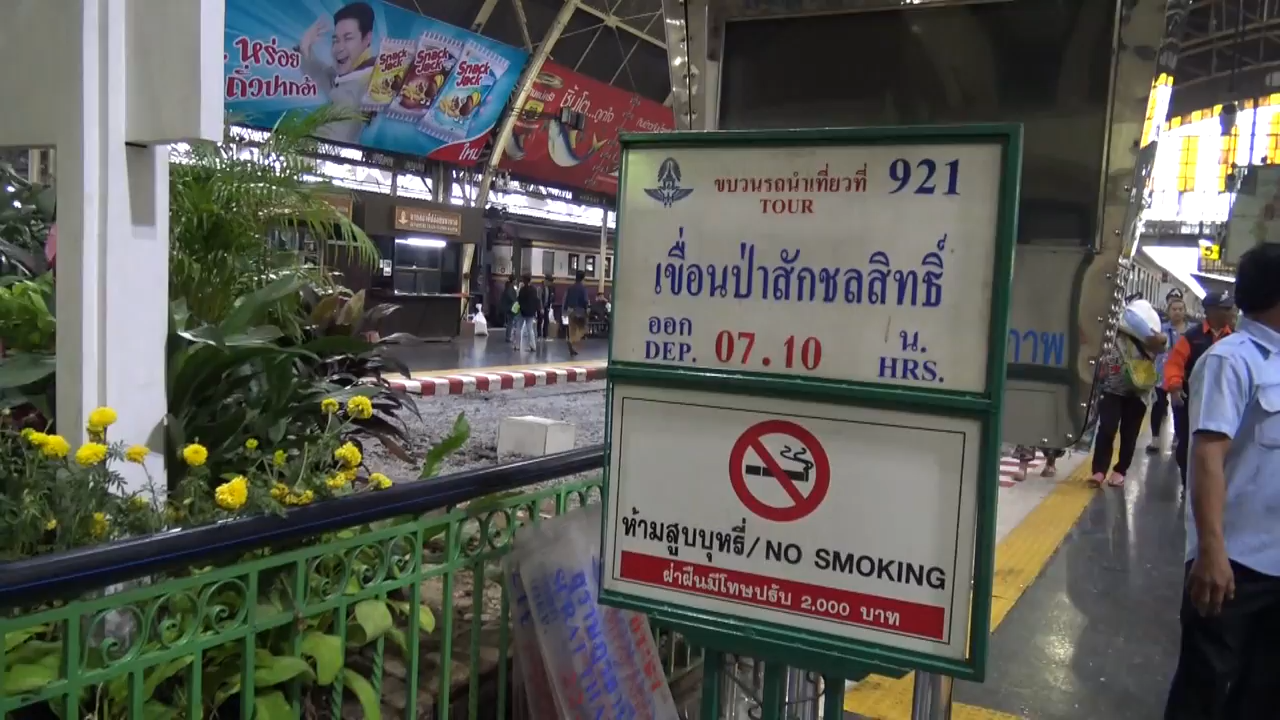 หร่อย
ถั่วปากอ้า
Snack Jack
Snack Jack
Snack Jack
ใหม่
ขบวนรถนำเที่ยวที่ 921
TOUR
เขื่อนป่าสักชลสิทธิ์
ออก
DEP. 07.10 น.
HRS.
ห้ามสูบบุหรี่/NO SMOKING
ฝ่าฝืนมีโทษปรับ 2,000 บาท
ภาพ
5